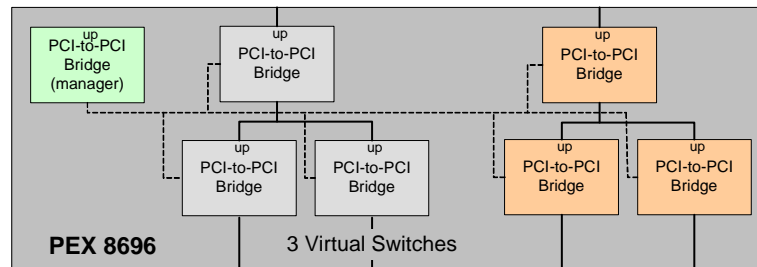 up
PCI-to-PCI
Bridge
(manager)
up
PCI-to-PCI
Bridge
up
PCI-to-PCI
Bridge
up
PCI-to-PCI
Bridge
up
PCI-to-PCI
Bridge
up
PCI-to-PCI
Bridge
up
PCI-to-PCI
Bridge
PEX 8696
3 Virtual Switches